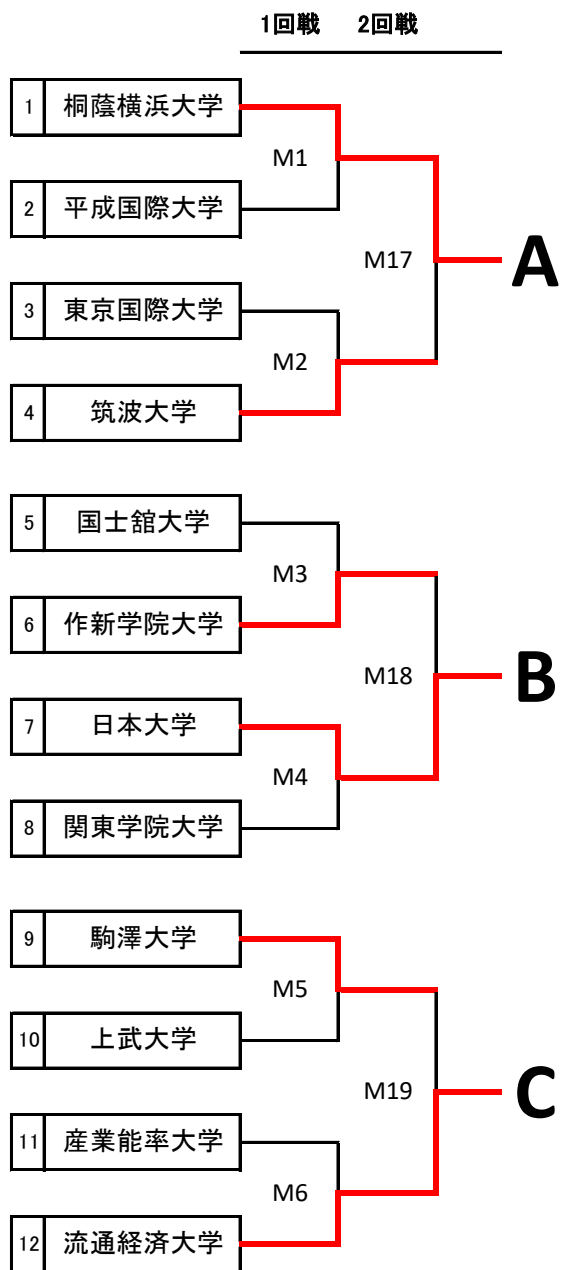 1回戦 2回戦
1 桐蔭横浜大学
M1
2 平成国際大学
M17
A
3 東京国際大学
M2
4 筑波大学
5 国士舘大学
M3
6 作新学院大学
M18
B
7 日本大学
M4
8 関東学院大学
9 駒澤大学
M5
10 上武大学
M19
C
11 産業能率大学
M6
12 流通経済大学